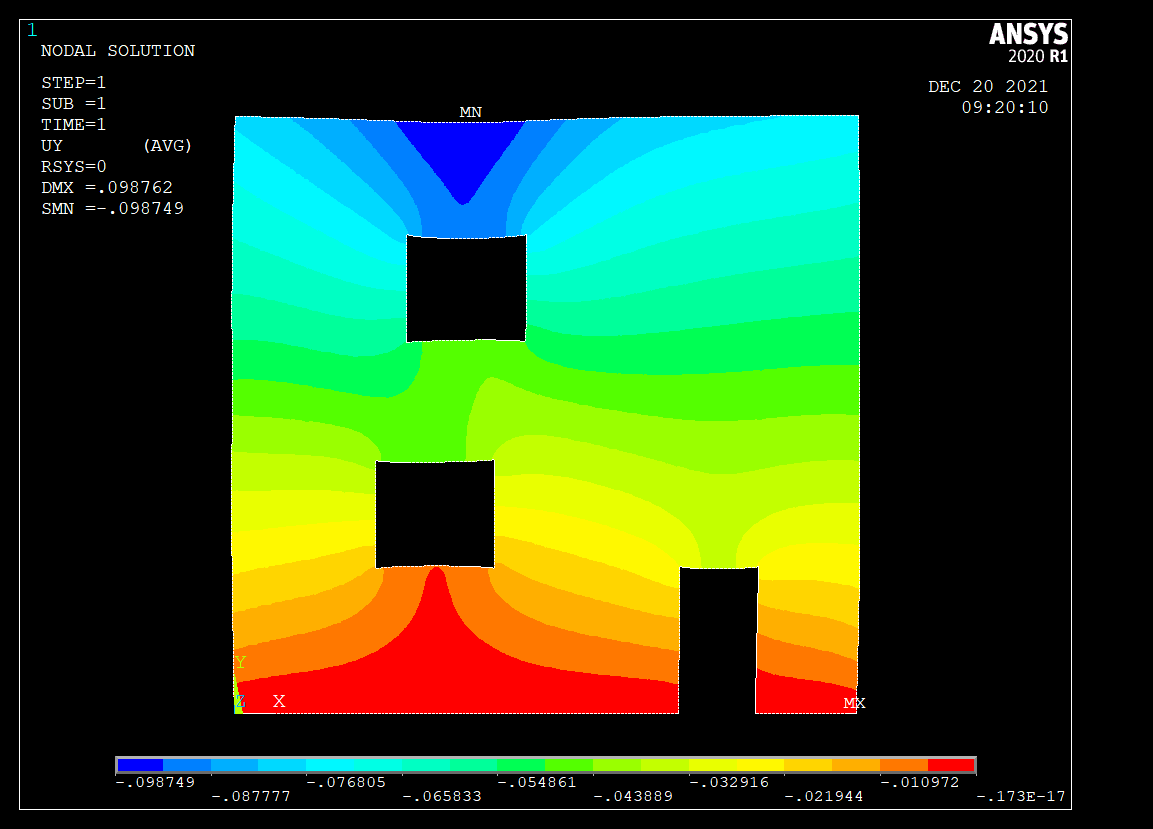 1
NODAL SOLUTION
STEP=1
SUB =1
TIME=1
UY (AVG)
RSYS=0
DMX =.098762
SMN =-.098749
ANSYS
2020 R1
DEC 20 2021
09:20:10
MN
Y
Z X
MX
-.098749 -.076805 -.054861 -.032916 -.010972
-.087777 -.065833 -.043889 -.021944 -.173E-17